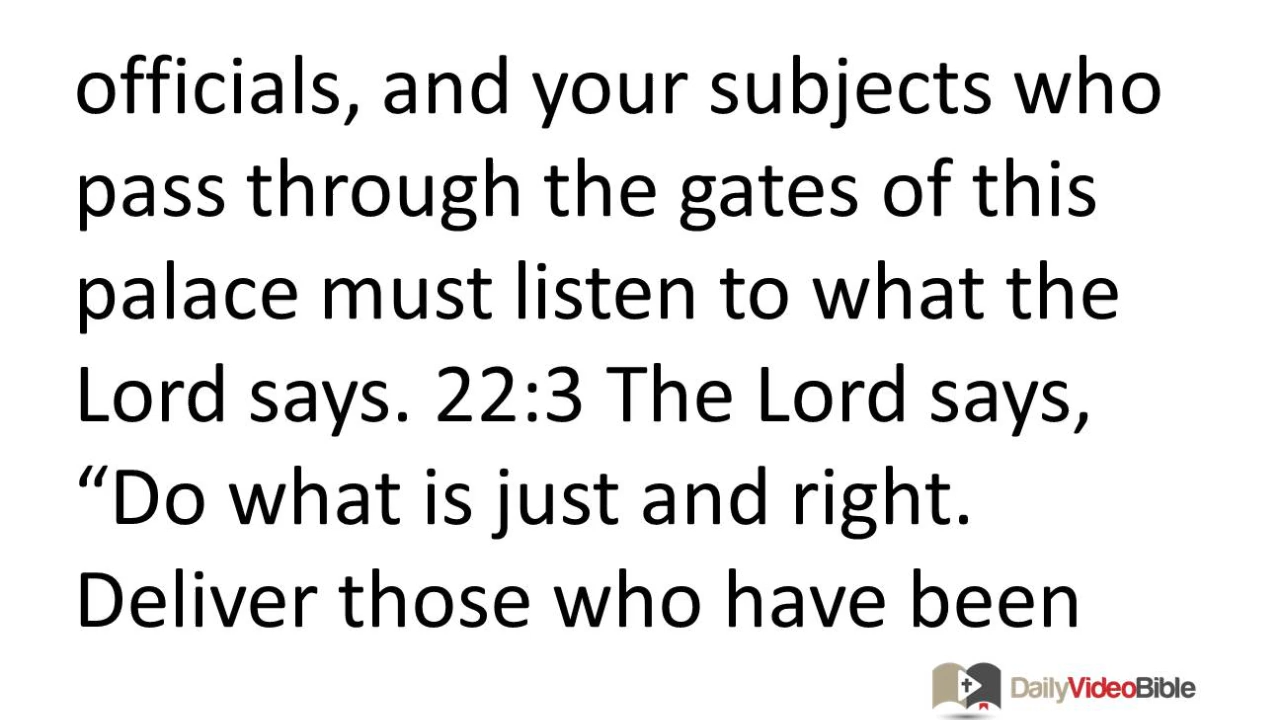 officials, and your subjects who
pass through the gates of this
palace must listen to what the
Lord says. 22:3 The Lord says,
“Do what is just and right.
Deliver those who have been
DailyVideoBible